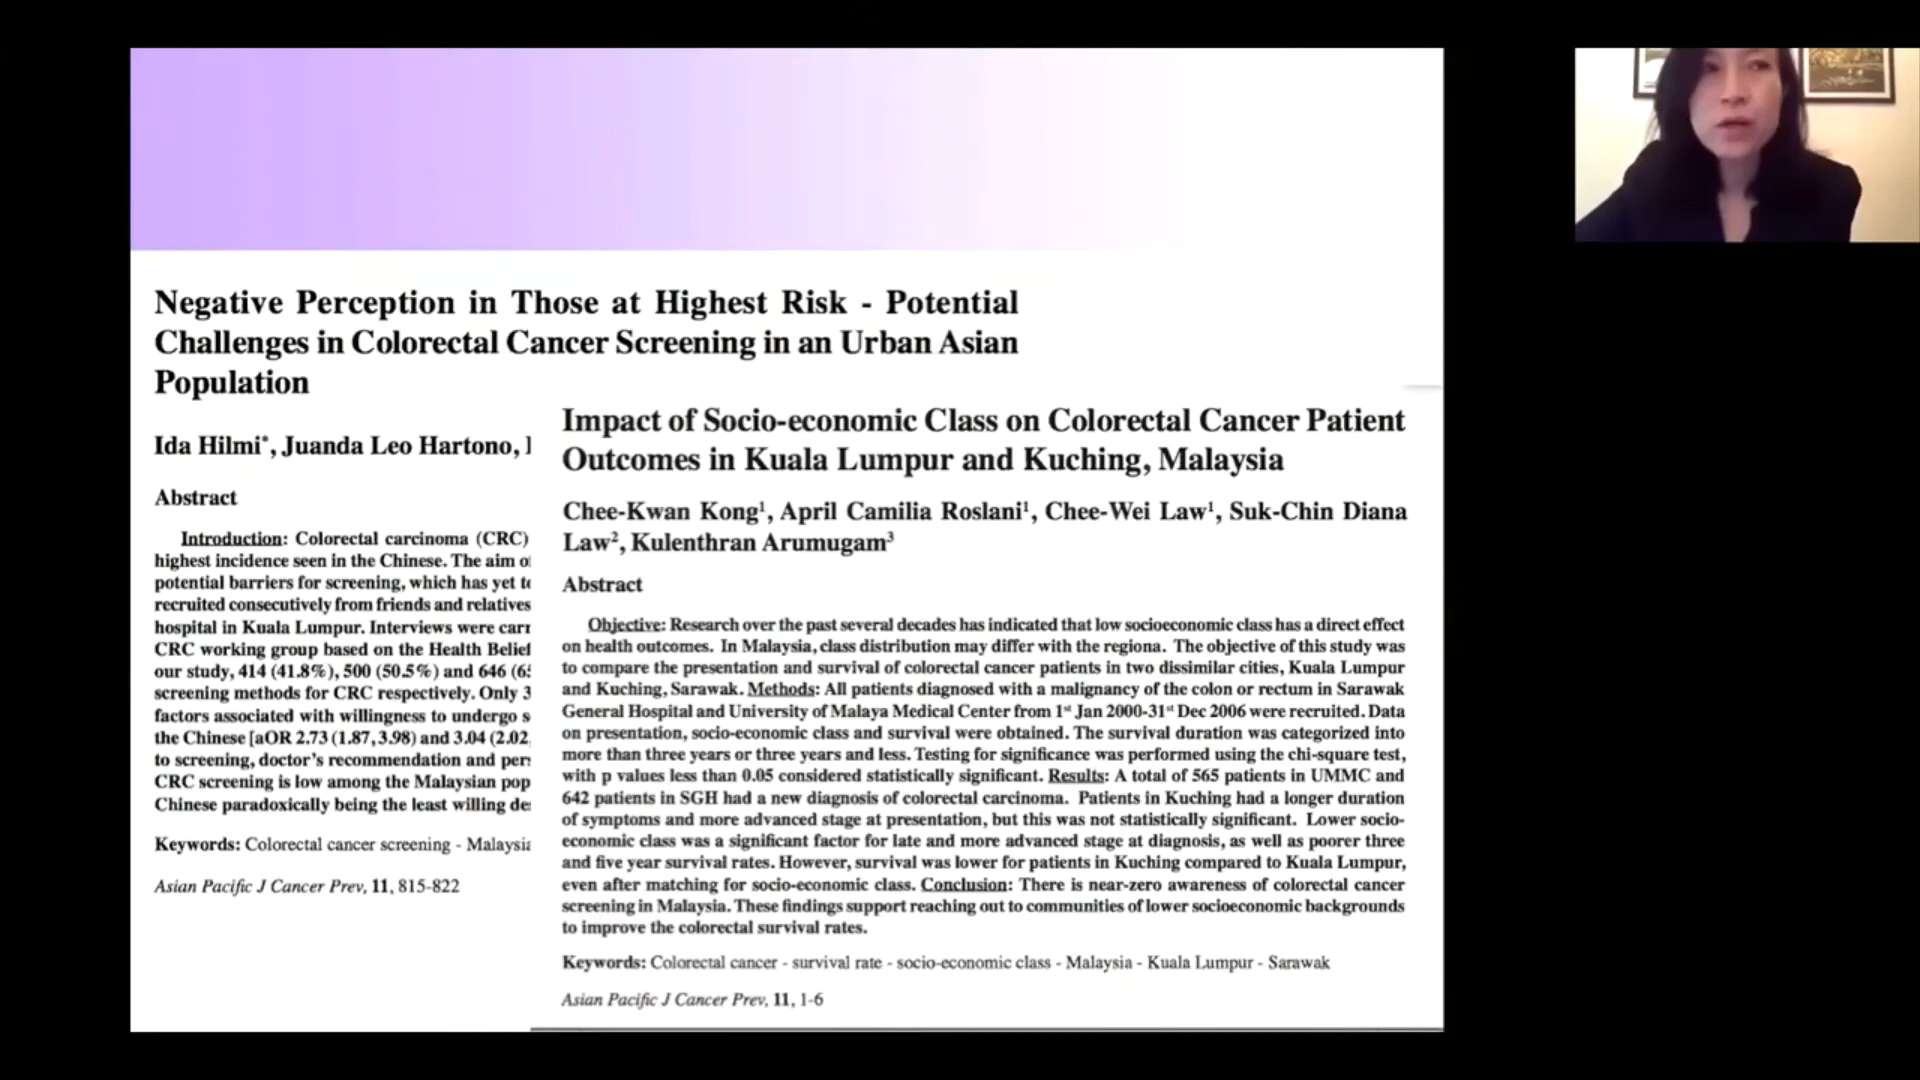 Negative Perception in Those at Highest Risk - Potential
Challenges in Colorectal Cancer Screening in an Urban Asian
Population
Ida Hilmi*, Juanda Leo Hartono,
Abstract
Introduction: Colorectal carcinoma (CRC)
highest incidence seen in the Chinese. The aim
potential barriers for screening, which has yet
recruited consecutively from friends and relatives
hospital in Kuala Lumpur. Interviews were
CRC working group based on the Health
our study, 414 (41.8%), 500 (50.5%) and 646
screening methods for CRC respectively. Only 3
factors associated with willingness to undergo
the Chinese [aOR 2.73 (1.87,3.98) and 3.04 (2.02
to screening, doctor's recommendation and
CRC screening is low among the Malaysian
Chinese paradoxically being the least willing
Keywords: Colorectal cancer screening - Malaysia
Asian Pacific J Cancer Prev, 11, 815-822
Impact of Socio-economic Class on Colorectal Cancer Patient
Outcomes in Kuala Lumpur and Kuching, Malaysia
Chee-Kwan Kong¹, April Camilia Roslani¹, Chee-Wei Law¹, Suk-Chin Diana
Law², Kulenthran Arumugam³
Abstract
Objective: Research over the past several decades has indicated that low socioeconomic class has a direct effect
on health outcomes. In Malaysia, class distribution may differ with the regiona. The objective of this study was
to compare the presentation and survival of colorectal cancer patients in two dissimilar cities, Kuala Lumpur
and Kuching, Sarawak. Methods: All patients diagnosed with a malignancy of the colon or rectum in Sarawak
General Hospital and University of Malaya Medical Center from 1st Jan 2000-31st Dec 2006 were recruited. Data
on presentation, socio-economic class and survival were obtained. The survival duration was categorized into
more than three years or three years and less. Testing for significance was performed using the chi-square test,
with p values less than 0.05 considered statistically significant. Results: A total of 565 patients in UMMC and
642 patients in SGH had a new diagnosis of colorectal carcinoma. Patients in Kuching had a longer duration
of symptoms and more advanced stage at presentation, but this was not statistically significant. Lower socio-
economic class was a significant factor for late and more advanced stage at diagnosis, as well as poorer three
and five year survival rates. However, survival was lower for patients in Kuching compared to Kuala Lumpur,
even after matching for socio-economic class. Conclusion: There is near-zero awareness of colorectal cancer
screening in Malaysia. These findings support reaching out to communities of lower socioeconomic backgrounds
to improve the colorectal survival rates.
Keywords: Colorectal cancer - survival rate - socio-economic class - Malaysia - Kuala Lumpur - Sarawak
Asian Pacific J Cancer Prev, 11, 1-6